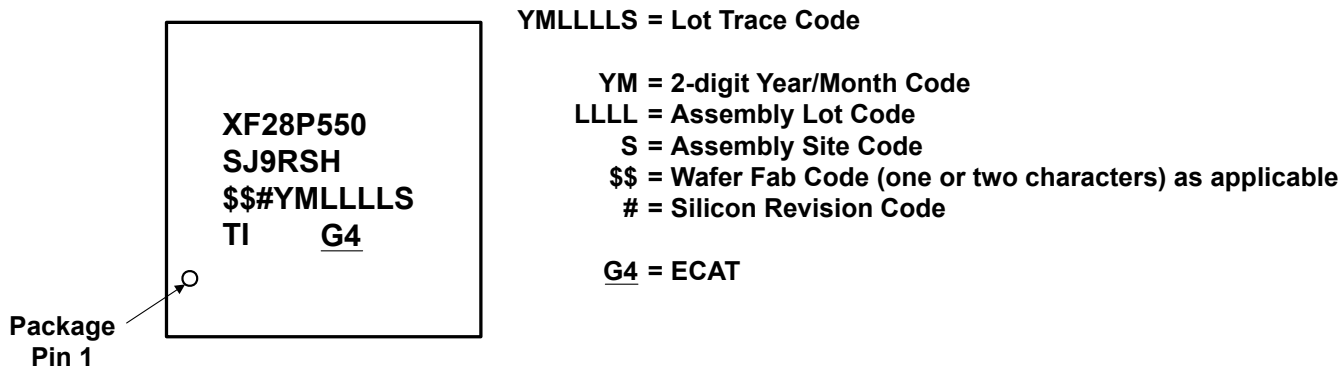 YMLLLLS = Lot Trace Code
YM = 2-digit Year/Month Code
LLLL = Assembly Lot Code
S = Assembly Site Code
$$ = Wafer Fab Code (one or two characters) as applicable
# = Silicon Revision Code
G4 = ECAT
XF28P550
SJ9RSH
$$#YMLLLLS
TI G4
Package
Pin 1